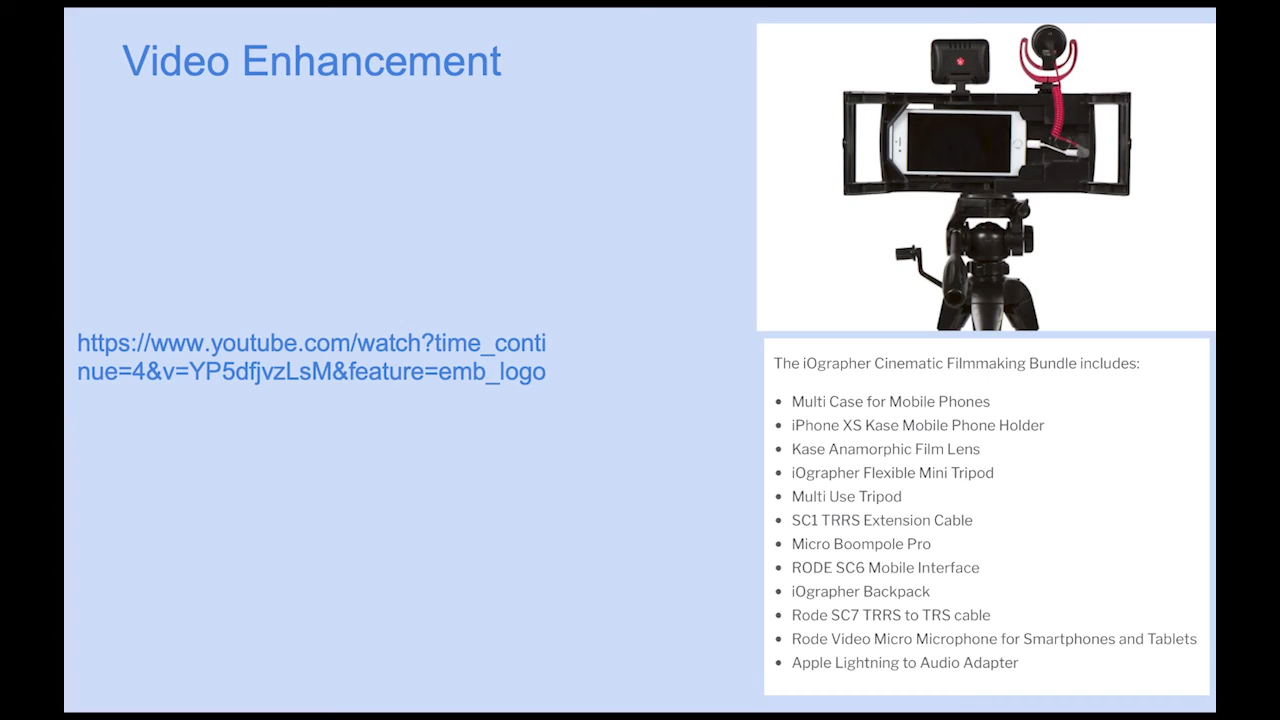 Video Enhancement
https://www.youtube.com/watch?time_conti
nue=4&v=YP5dfjvzLsM&feature=emb_logo
The iOgrapher Cinematic Filmmaking Bundle includes:
• Multi Case for Mobile Phones
• iPhone XS Kase Mobile Phone Holder
• Kase Anamorphic Film Lens
• iOgrapher Flexible Mini Tripod
• Multi Use Tripod
• SC1 TRRS Extension Cable
• Micro Boompole Pro
• RODE SC6 Mobile Interface
• iOgrapher Backpack
• Rode SC7 TRRS to TRS cable
• Rode Video Micro Microphone for Smartphones and Tablets
• Apple Lightning to Audio Adapter